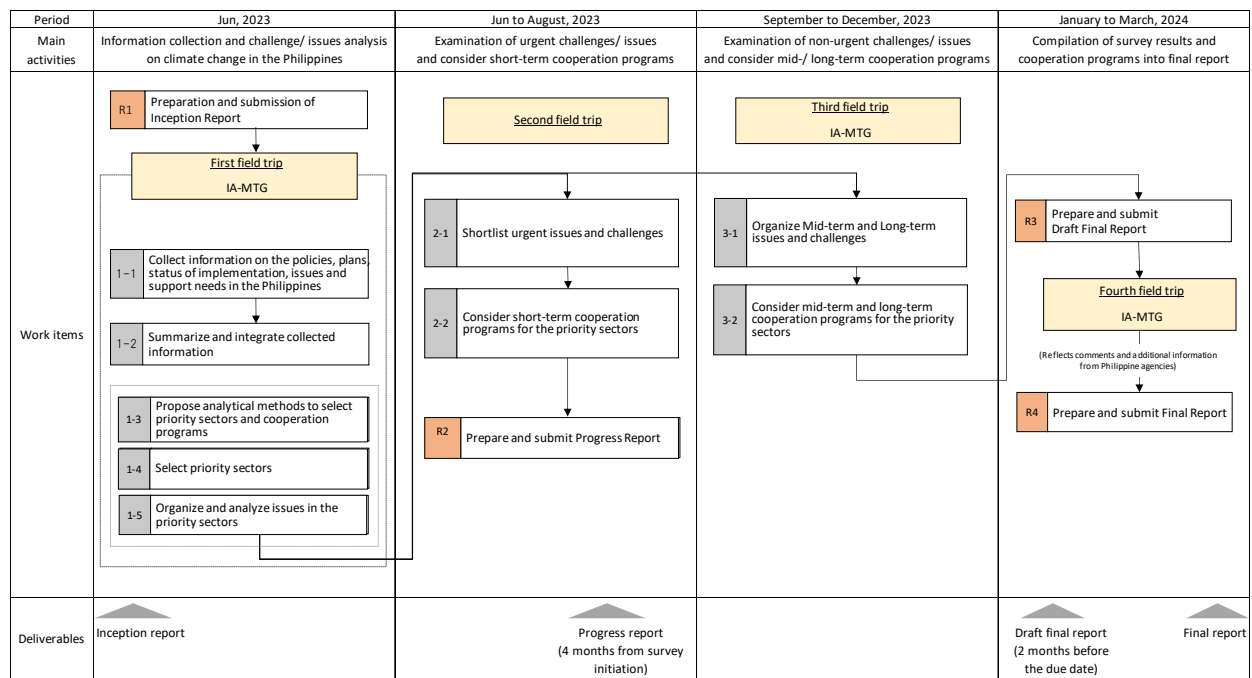 Period
Jun, 2023
Jun to August, 2023
September to December, 2023
January to March, 2024
Main
activities
Information collection and challenge/ issues analysis
on climate change in the Philippines
Examination of urgent challenges/ issues
and consider short-term cooperation programs
Examination of non-urgent challenges/ issues
and consider mid-/ long-term cooperation programs
Compilation of survey results and
cooperation programs into final report
Work items
R1
Preparation and submission of
Inception Report
First field trip
IA-MTG
1-1
Collect information on the policies, plans,
status of implementation, issues and
support needs in the Philippines
1-2
Summarize and integrate collected
information
1-3
Propose analytical methods to select
priority sectors and cooperation
programs
1-4
Select priority sectors
1-5
Organize and analyze issues in the
priority sectors
Second field trip
2-1
Shortlist urgent issues and challenges
2-2
Consider short-term cooperation
programs for the priority sectors
R2
Prepare and submit Progress Report
Third field trip
IA-MTG
3-1
Organize Mid-term and Long-term
issues and challenges
3-2
Consider mid-term and long-term
cooperation programs for the priority
sectors
R3
Prepare and submit
Draft Final Report
Fourth field trip
IA-MTG
(Reflects comments and additional information
from Philippine agencies)
R4
Prepare and submit Final Report
Deliverables
Inception report
Progress report
(4 months from survey
initiation)
Draft final report
(2 months before
the due date)
Final report